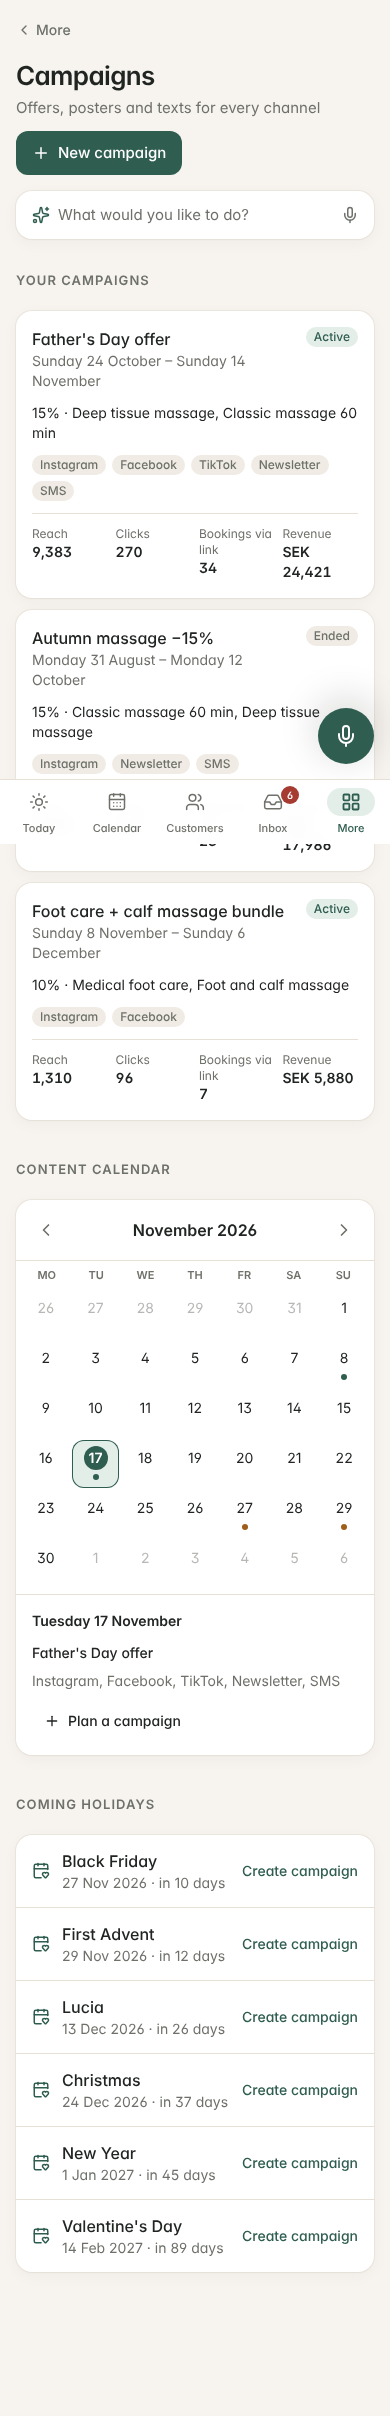 More
Campaigns
Offers, posters and texts for every channel
New campaign
What would you like to do?
YOUR CAMPAIGNS
Father's Day offer
Active
Sunday 24 October – Sunday 14
November
15% · Deep tissue massage, Classic massage 60
min
Instagram Facebook TikTok Newsletter
SMS
Reach Clicks Bookings via Revenue
link
9,383 270 34 SEK
24,421
Autumn massage −15%
Ended
Monday 31 August – Monday 12
October
15% · Classic massage 60 min, Deep tissue
massage
Instagram Newsletter SMS
6
Today Calendar Customers Inbox More
17,986
Foot care + calf massage bundle
Active
Sunday 8 November – Sunday 6
December
10% · Medical foot care, Foot and calf massage
Instagram Facebook
Reach Clicks Bookings via Revenue
link
1,310 96 7 SEK 5,880
CONTENT CALENDAR
November 2026
MO TU WE TH FR SA SU
26 27 28 29 30 31 1
2 3 4 5 6 7 8
9 10 11 12 13 14 15
16 17 18 19 20 21 22
23 24 25 26 27 28 29
30 1 2 3 4 5 6
Tuesday 17 November
Father's Day offer
Instagram, Facebook, TikTok, Newsletter, SMS
Plan a campaign
COMING HOLIDAYS
Black Friday
27 Nov 2026 · in 10 days
Create campaign
First Advent
29 Nov 2026 · in 12 days
Create campaign
Lucia
13 Dec 2026 · in 26 days
Create campaign
Christmas
24 Dec 2026 · in 37 days
Create campaign
New Year
1 Jan 2027 · in 45 days
Create campaign
Valentine's Day
14 Feb 2027 · in 89 days
Create campaign